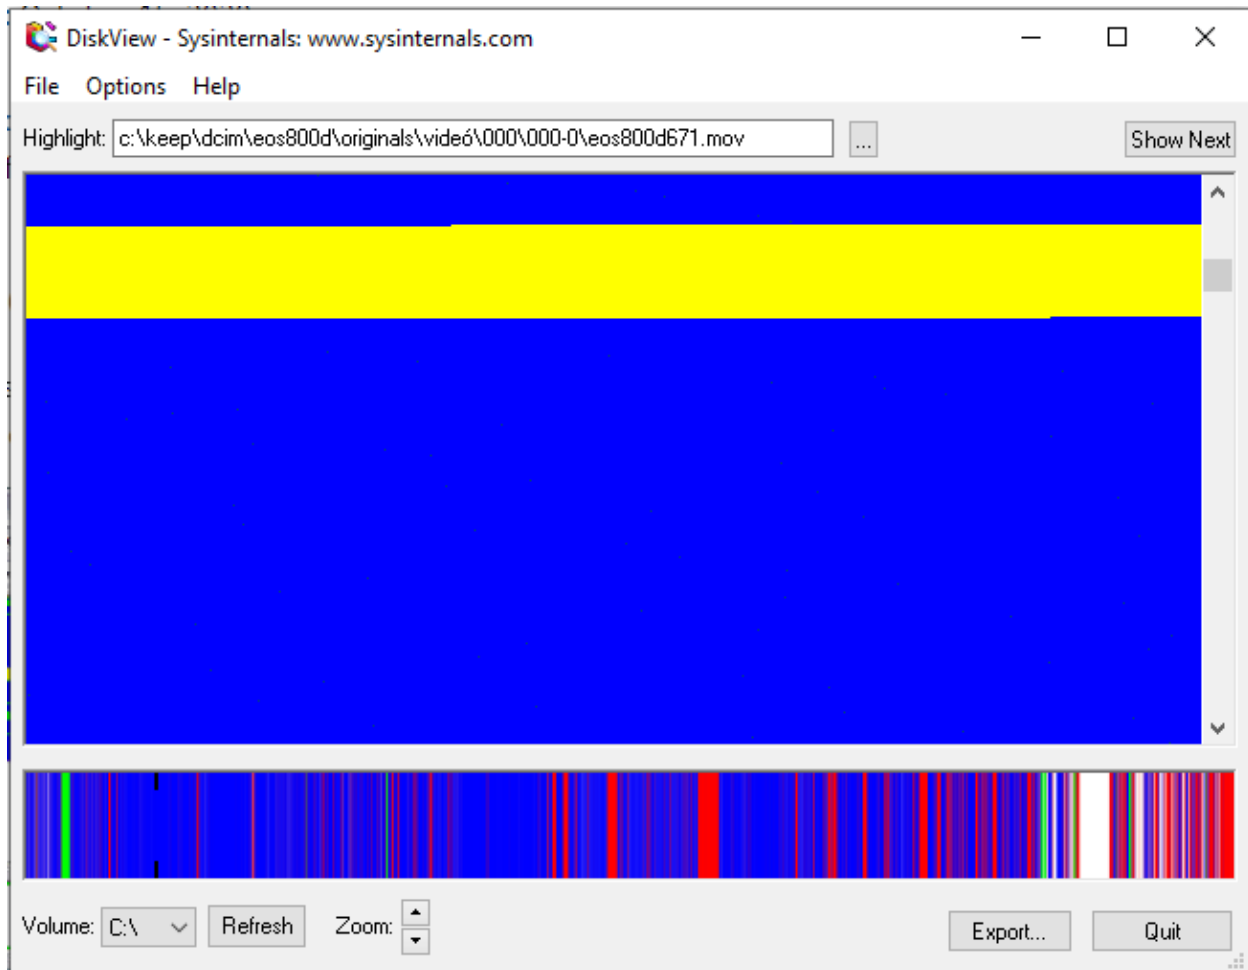 DiskView - Sysinternals: www.sysinternals.com
File Options Help
Highlight: c:\keep\dcim\eos800d\originals\videó\000\000-0\eos800d671.mov ... Show Next
Volume: C:\ Refresh Zoom: Export... Quit